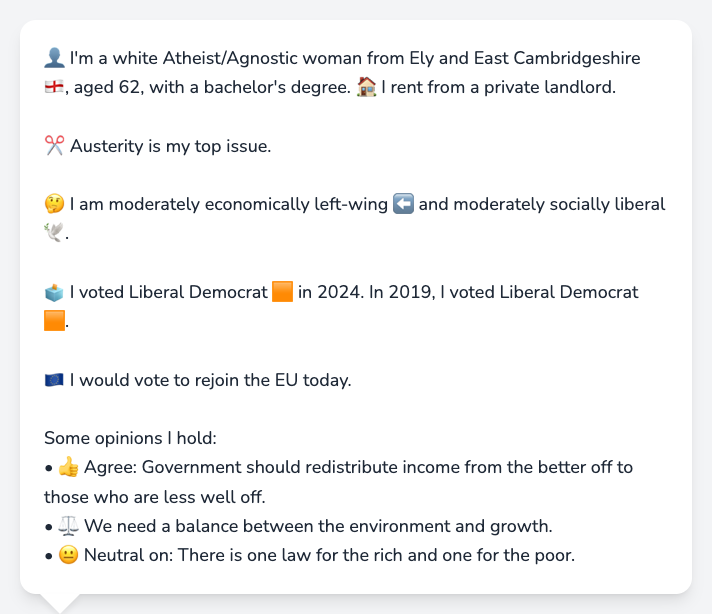 👤 I'm a white Atheist/Agnostic woman from Ely and East Cambridgeshire
🏴󠁧󠁢󠁥󠁮󠁧󠁿, aged 62, with a bachelor's degree. 🏠 I rent from a private landlord.
✂️ Austerity is my top issue.
🤔 I am moderately economically left-wing ⬅️ and moderately socially liberal
🕊️.
🗳️ I voted Liberal Democrat 🟧 in 2024. In 2019, I voted Liberal Democrat
🟧.
🇪🇺 I would vote to rejoin the EU today.
Some opinions I hold:
• 👍 Agree: Government should redistribute income from the better off to
those who are less well off.
• ⚖️ We need a balance between the environment and growth.
• 😐 Neutral on: There is one law for the rich and one for the poor.